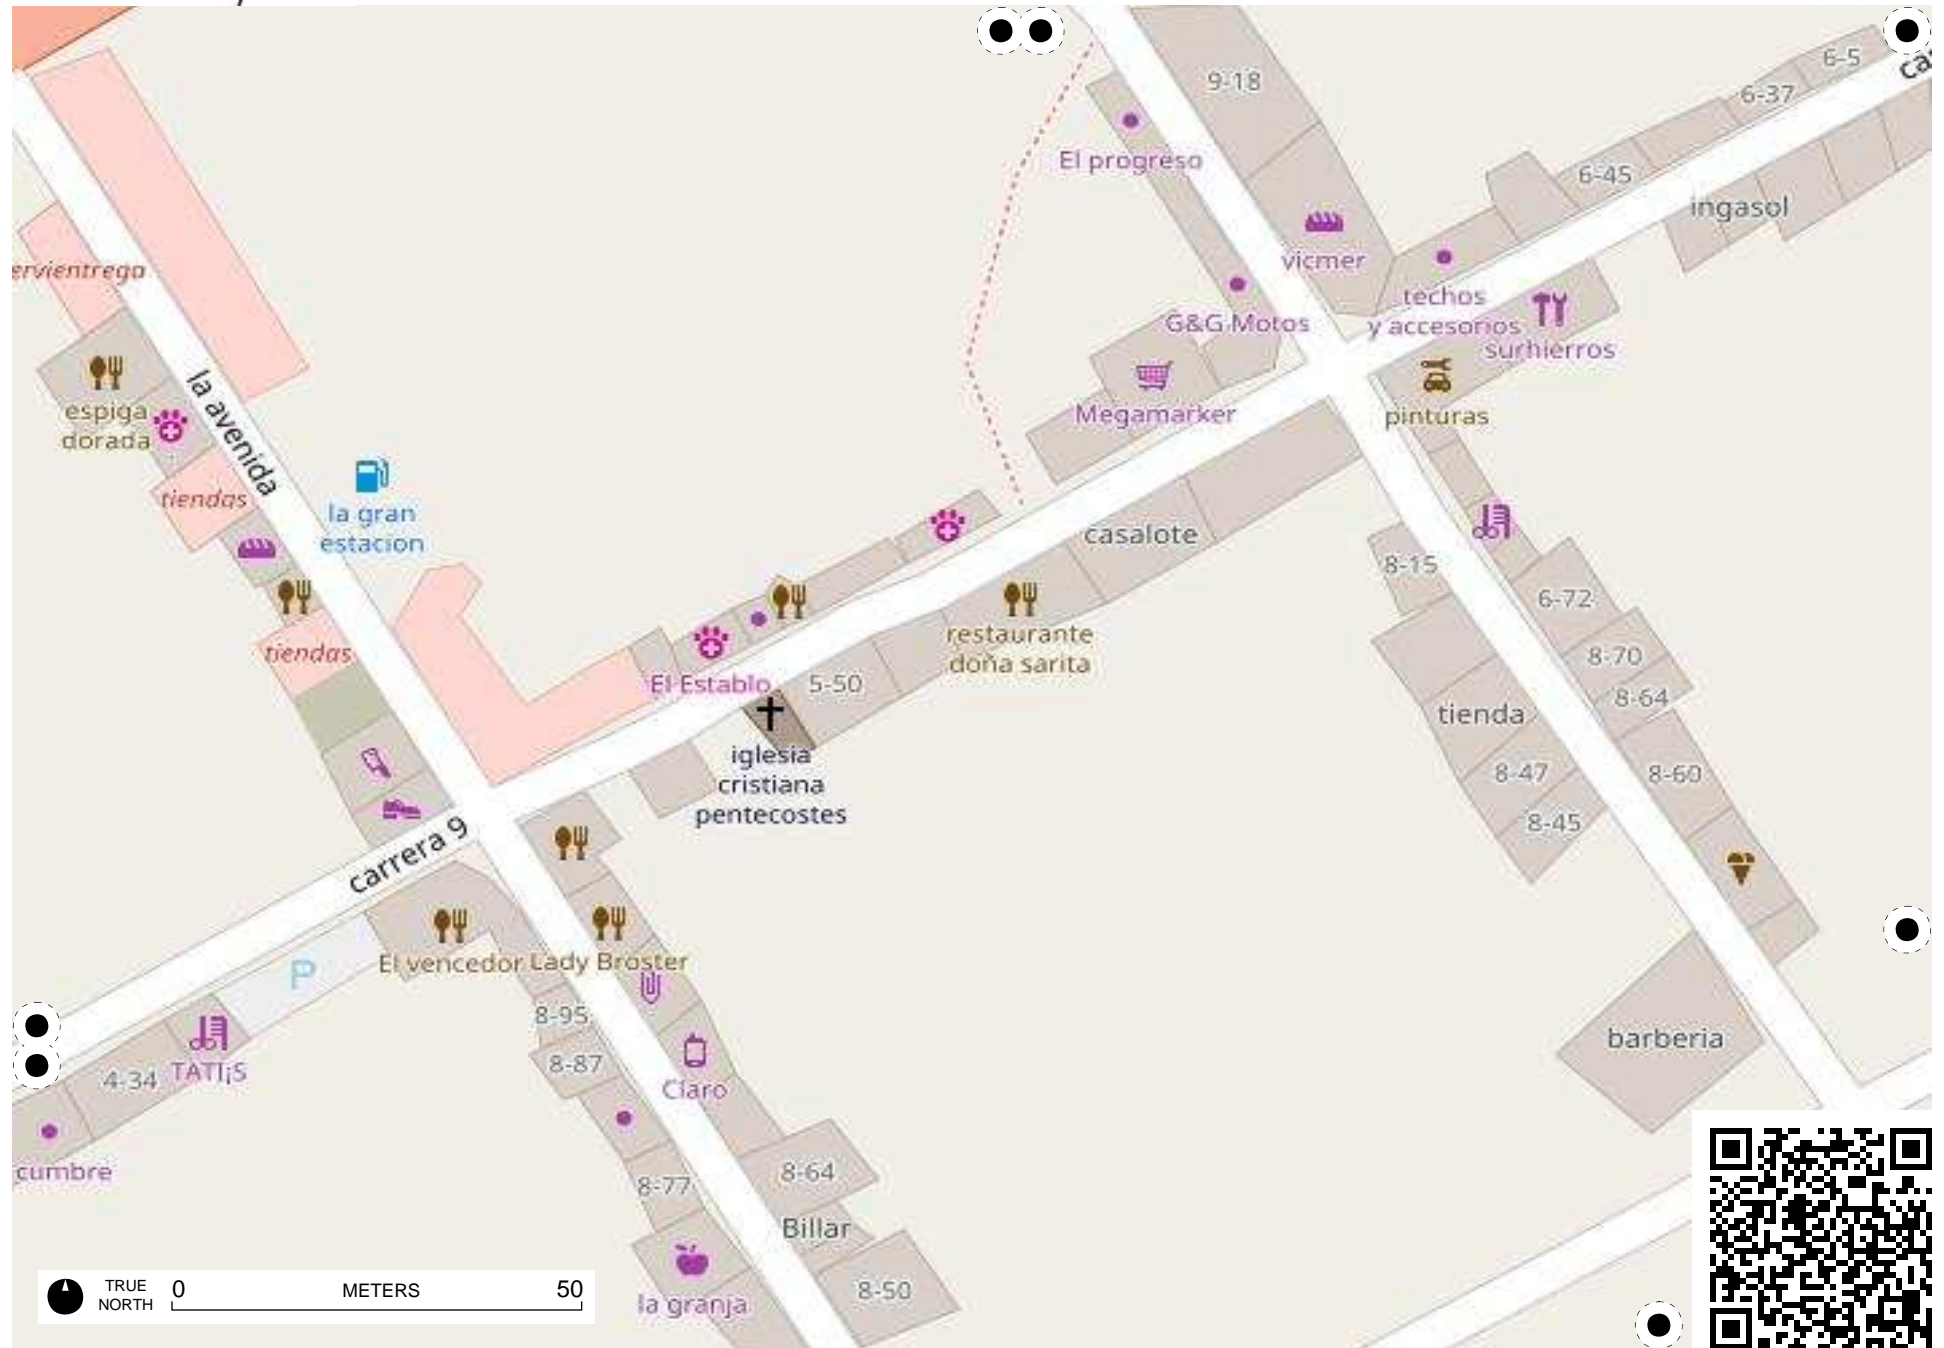 9-18
6-5
ca
6-37
El progreso
6-45
ingasol
vicmer
ervientrega
techos
y accesorios
G&G Motos
surhierros
espiga
dorada
la avenida
Megamarker
pinturas
tiendas
la gran
estacion
casalote
8-15
6-72
restaurante
doña sarita
tiendas
8-70
El Establo
5-50
8-64
tienda
iglesia
cristiana
pentecostes
8-47
8-60
8-45
carrera 9
P
El vencedor
Lady Broster
8-95
barberia
8-87
4-34
TATI¡S
Claro
cumbre
8-77
8-64
Billar
la granja
8-50
TRUE
NORTH
0 METERS 50